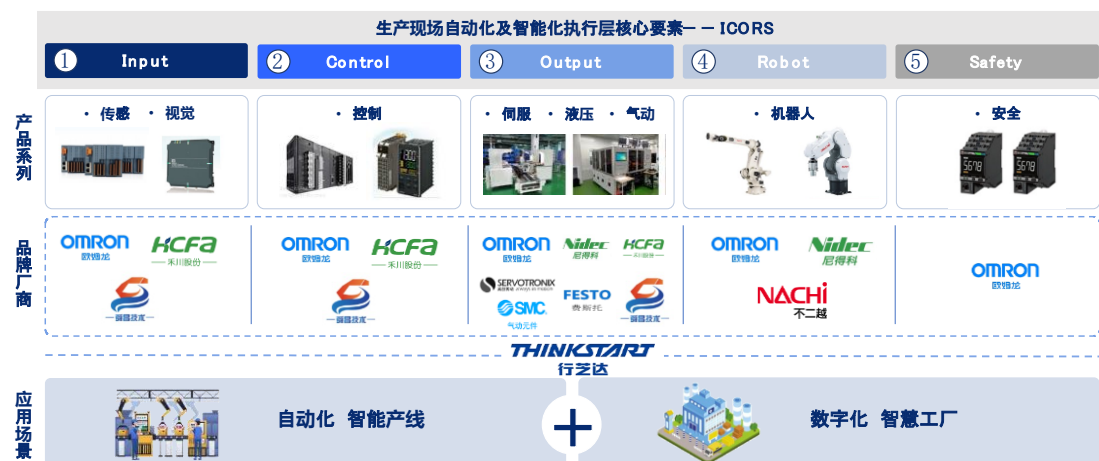 生产现场自动化及智能化执行层核心要素—— ICORS
① Input
② Control
③ Output
④ Robot
⑤ Safety
产品系列
· 传感 · 视觉
· 控制
· 伺服 · 液压 · 气动
· 机器人
· 安全
5678
5678
品牌厂商
OMRON
欧姆龙
HCFA
禾川股份
OMRON
欧姆龙
HCFA
禾川股份
OMRON
欧姆龙
Nidec
尼得科
HCFA
禾川股份
SERVOTRONIX
SMC
气动元件
FESTO
费斯托
OMRON
欧姆龙
Nidec
尼得科
NACHi
不二越
OMRON
欧姆龙
THINKSTART
行芝达
应用场景
自动化 智能产线
+
数字化 智慧工厂